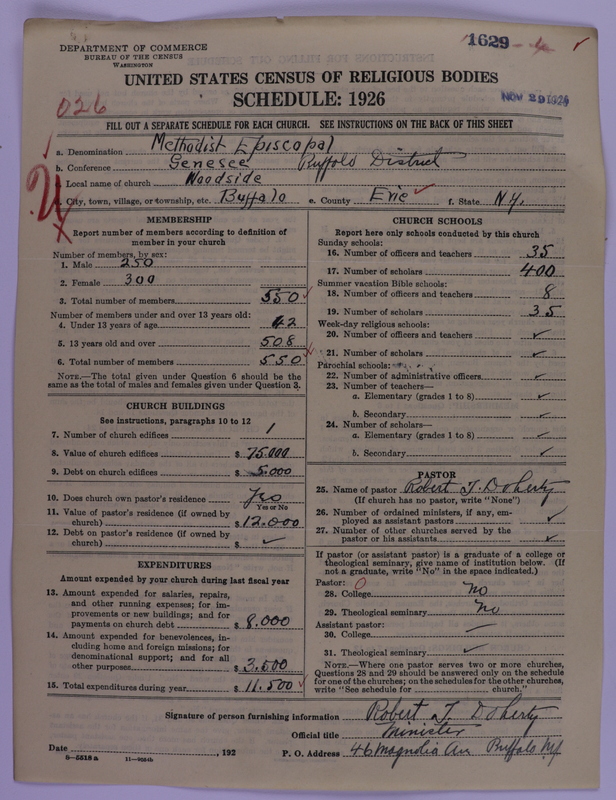 DEPARTMENT OF COMMERCE
BUREAU OF THE CENSUS
WASHINGTON
1629
UNITED STATES CENSUS OF RELIGIOUS BODIES
SCHEDULE: 1926
026
NOV 29 1926
FILL OUT A SEPARATE SCHEDULE FOR EACH CHURCH. SEE INSTRUCTIONS ON THE BACK OF THIS SHEET
a. Denomination Methodist Episcopal
b. Conference Genesee Buffalo District
Local name of church Woodside
City, town, village, or township, etc. Buffalo e. County Erie f. State N.Y.
MEMBERSHIP
Report number of members according to definition of member in your church
Number of members, by sex:
1. Male 250
2. Female 300
3. Total number of members 550
Number of members under and over 13 years old:
4. Under 13 years of age 42
5. 13 years old and over 508
6. Total number of members 550
NOTE.—The total given under Question 6 should be the same as the total of males and females given under Question 3.
CHURCH BUILDINGS
See instructions, paragraphs 10 to 12
7. Number of church edifices 1
8. Value of church edifices $ 75.000
9. Debt on church edifices $ 5.000
10. Does church own pastor's residence Yes
Yes or No
11. Value of pastor's residence (if owned by church) $ 12.000
12. Debt on pastor's residence (if owned by church) $ ✓
EXPENDITURES
Amount expended by your church during last fiscal year
13. Amount expended for salaries, repairs, and other running expenses; for improvements or new buildings; and for payments on church debt $ 8.000
14. Amount expended for benevolences, including home and foreign missions; for denominational support; and for all other purposes $ 3.500
15. Total expenditures during year $ 11.500
CHURCH SCHOOLS
Report here only schools conducted by this church
Sunday schools:
16. Number of officers and teachers 35
17. Number of scholars 400
Summer vacation Bible schools:
18. Number of officers and teachers 8
19. Number of scholars 35
Week-day religious schools:
20. Number of officers and teachers ✓
21. Number of scholars ✓
Parochial schools:
22. Number of administrative officers ✓
23. Number of teachers—
a. Elementary (grades 1 to 8) ✓
b. Secondary ✓
24. Number of scholars—
a. Elementary (grades 1 to 8) ✓
b. Secondary ✓
PASTOR
25. Name of pastor Robert T. Doherty
(If church has no pastor, write "None")
26. Number of ordained ministers, if any, employed as assistant pastors ✓
27. Number of other churches served by the pastor or his assistants ✓
If pastor (or assistant pastor) is a graduate of a college or theological seminary, give name of institution below. (If not a graduate, write "No" in the space indicated.)
Pastor: 0
28. College No
29. Theological seminary No
Assistant pastor:
30. College —
31. Theological seminary ✓
NOTE.—Where one pastor serves two or more churches, Questions 28 and 29 should be answered only on the schedule for one of the churches; on the schedules for the other churches write "See schedule for church."
Signature of person furnishing information Robert T. Doherty
Official title Minister
Date , 192 P. O. Address 46 Magnolia Av Buffalo NY
8—5518 a 11—9054b